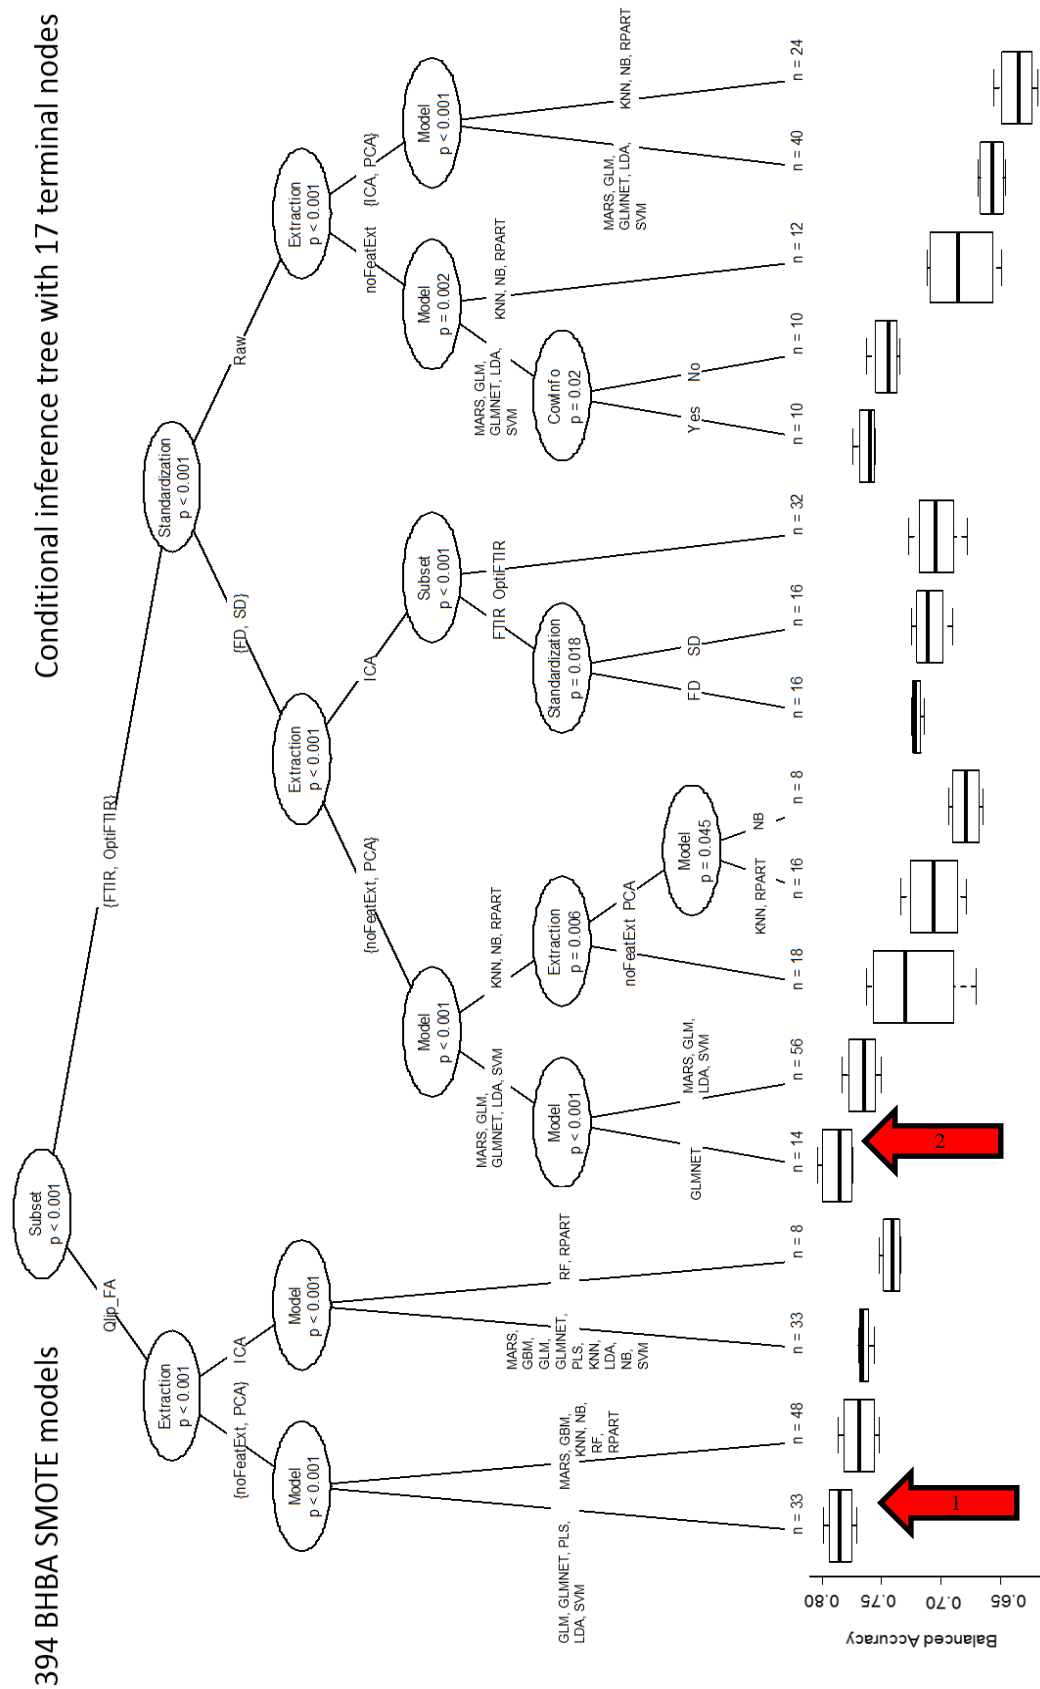 394 BHBA SMOTE models
Conditional inference tree with 17 terminal nodes
Subset
p < 0.001
Qlip_FA
{FTIR, OptiFTIR}
Extraction
p < 0.001
{noFeatExt, PCA}
ICA
Model
p < 0.001
GLM, GLMNET, PLS,
LDA, SVM
MARS, GBM,
KNN, NB,
RF,
RPART
Model
p < 0.001
MARS,
GBM,
GLM,
GLMNET,
PLS,
KNN,
LDA,
NB,
SVM
RF, RPART
Standardization
p < 0.001
{FD, SD}
Raw
Extraction
p < 0.001
{noFeatExt, PCA}
ICA
Model
p < 0.001
MARS, GLM,
GLMNET, LDA, SVM
KNN, NB, RPART
Model
p < 0.001
GLMNET
MARS, GLM,
LDA, SVM
Extraction
p = 0.006
noFeatExt
PCA
Model
p = 0.045
KNN, RPART
NB
Subset
p < 0.001
FTIR
OptiFTIR
Standardization
p = 0.018
FD
SD
Extraction
p < 0.001
noFeatExt
{ICA, PCA}
Model
p = 0.002
MARS, GLM,
GLMNET, LDA,
SVM
KNN, NB, RPART
CowInfo
p = 0.02
Yes
No
Model
p < 0.001
MARS, GLM,
GLMNET, LDA,
SVM
KNN, NB, RPART
n = 33
n = 48
n = 33
n = 8
n = 14
n = 56
n = 18
n = 16
n = 8
n = 16
n = 16
n = 32
n = 10
n = 10
n = 12
n = 40
n = 24
Balanced Accuracy
0.80
0.75
0.70
0.65
1
2